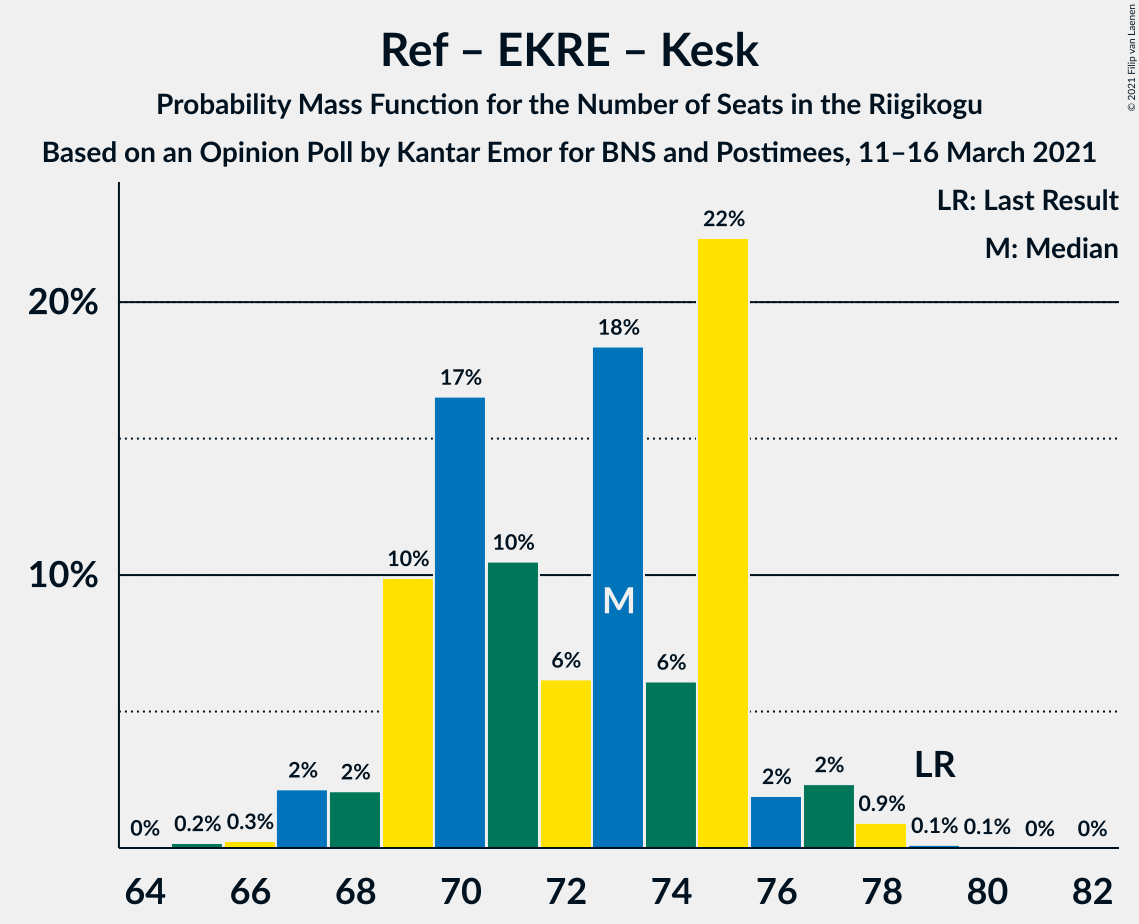 Ref – EKRE – Kesk
Probability Mass Function for the Number of Seats in the Riigikogu
Based on an Opinion Poll by Kantar Emor for BNS and Postimees, 11–16 March 2021
© 2021 Filip van Laenen
LR: Last Result
M: Median
20%
10%
0%
0.2%
0.3%
2%
2%
10%
17%
10%
6%
18%
M
6%
22%
2%
2%
0.9%
LR
0.1%
0.1%
0%
0%
64 66 68 70 72 74 76 78 80 82